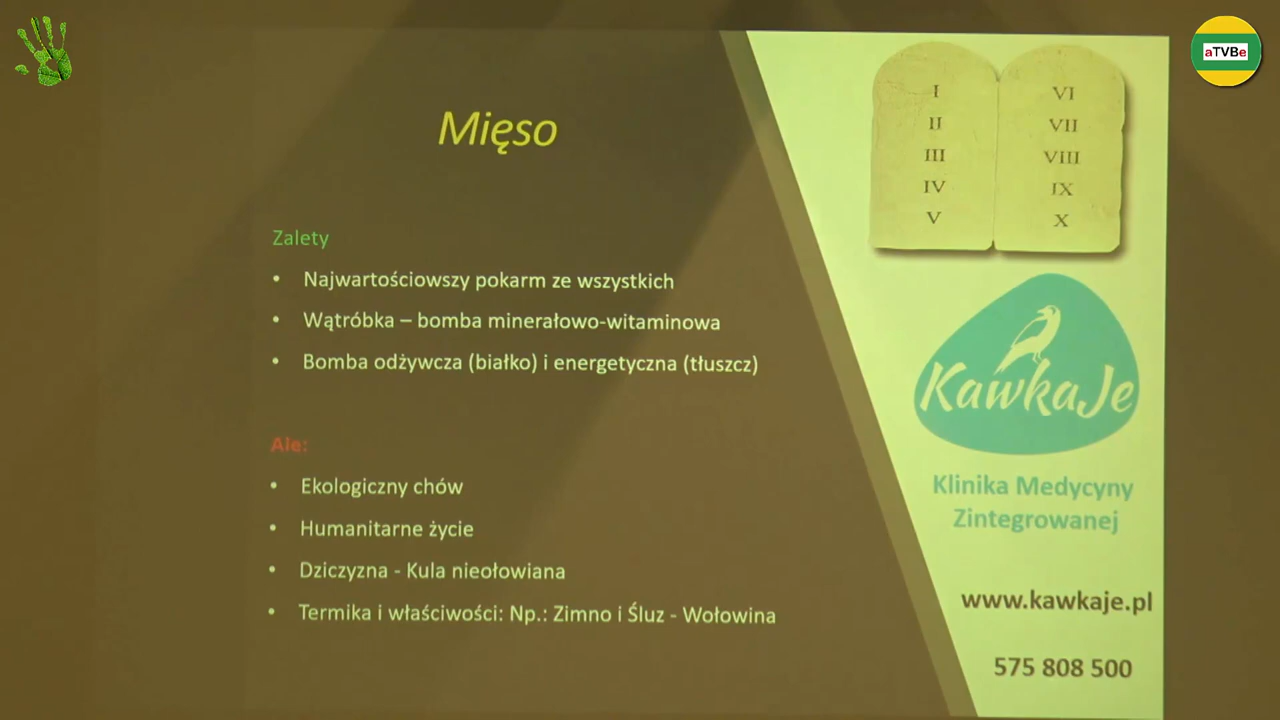 aTVBe
Mięso
Zalety
• Najwartościowszy pokarm ze wszystkich
• Wątróbka – bomba minerałowo-witaminowa
• Bomba odżywcza (białko) i energetyczna (tłuszcz)
Ale:
• Ekologiczny chów
• Humanitarne życie
• Dziczyzna - Kula nieołowiana
• Termika i właściwości: Np.: Zimno i Śluz - Wołowina
I
II
III
IV
V
VI
VII
VIII
IX
X
KawkaJe
Klinika Medycyny
Zintegrowanej
www.kawkaje.pl
575 808 500